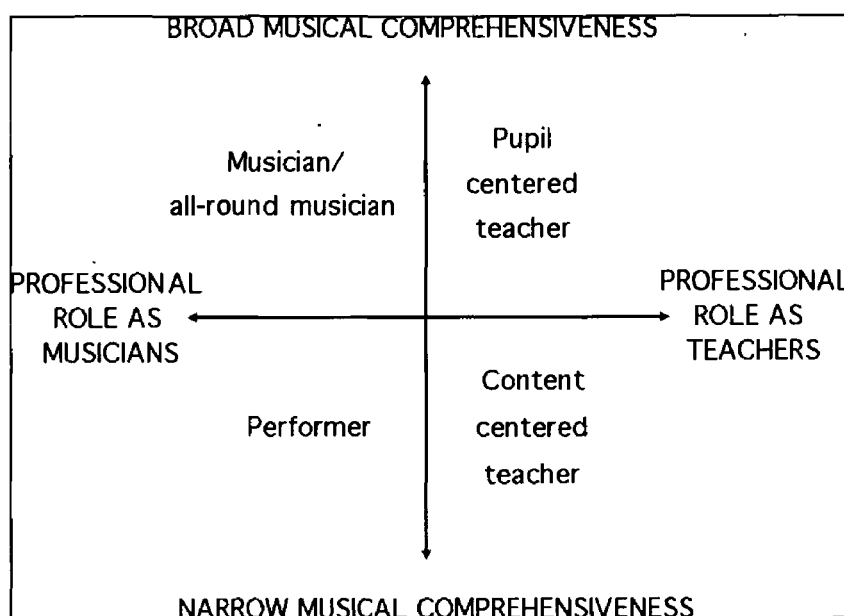 BROAD MUSICAL COMPREHENSIVENESS
Musician/
all-round musician
Pupil
centered
teacher
PROFESSIONAL
ROLE AS
MUSICIANS
PROFESSIONAL
ROLE AS
TEACHERS
Performer
Content
centered
teacher
NARROW MUSICAL COMPREHENSIVENESS